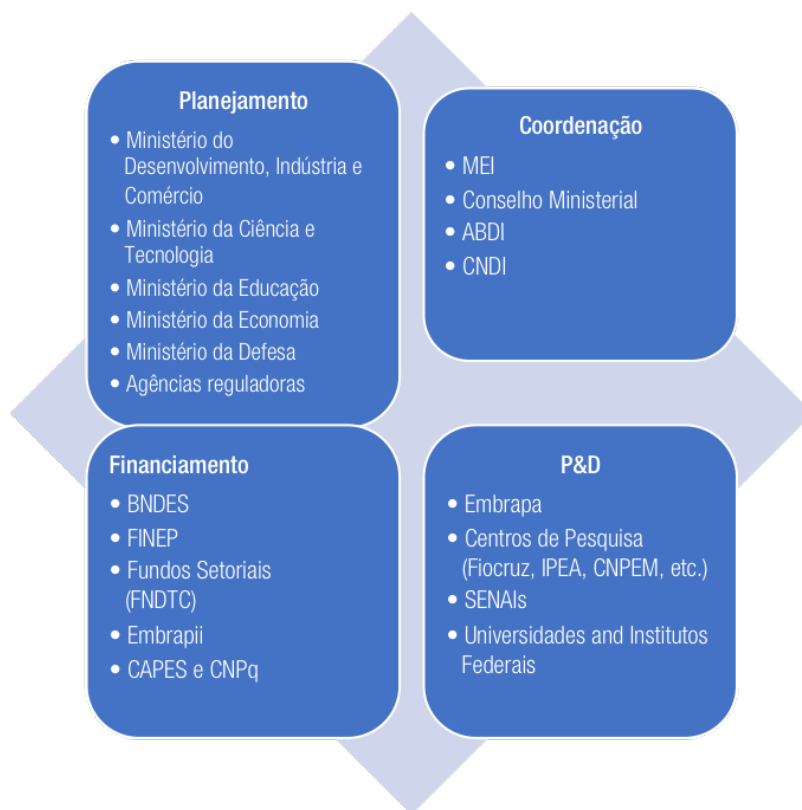 Planejamento
• Ministério do
Desenvolvimento, Indústria e
Comércio
• Ministério da Ciência e
Tecnologia
• Ministério da Educação
• Ministério da Economia
• Ministério da Defesa
• Agências reguladoras
Coordenação
• MEI
• Conselho Ministerial
• ABDI
• CNDI
Financiamento
• BNDES
• FINEP
• Fundos Setoriais
(FNDTC)
• Embrapii
• CAPES e CNPq
P&D
• Embrapa
• Centros de Pesquisa
(Fiocruz, IPEA, CNPEM, etc.)
• SENAIs
• Universidades and Institutos
Federais